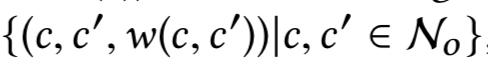 {(c, c′, w(c, c′))|c, c′ ∈ 𝒩ₒ},